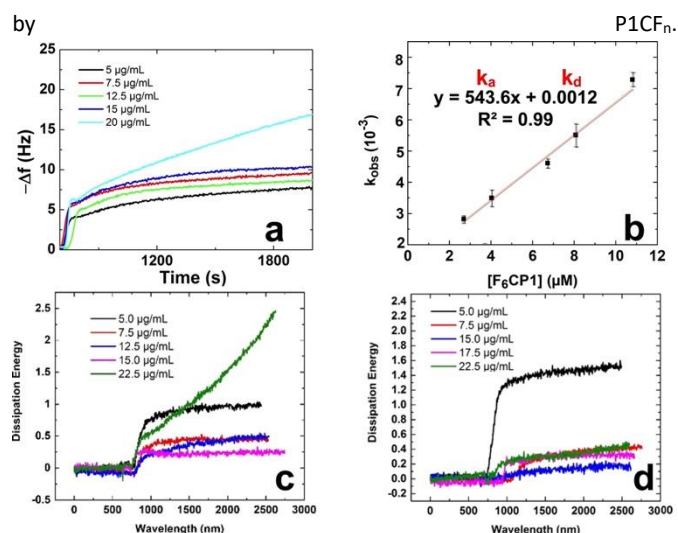 by P1CFₙ.
25
20
15
10
5
0
−Δf (Hz)
5 µg/mL
7.5 µg/mL
12.5 µg/mL
15 µg/mL
20 µg/mL
a
1200 1800
Time (s)
8
7
6
5
4
3
2
k_obs (10⁻³)
kₐ k_d
y = 543.6x + 0.0012
R² = 0.99
b
2 4 6 8 10 12
[F₆CP1] (µM)
2.5
2.0
1.5
1.0
0.5
0
-0.5
Dissipation Energy
5.0 µg/mL
7.5 µg/mL
12.5 µg/mL
15.0 µg/mL
22.5 µg/mL
c
0 500 1000 1500 2000 2500 3000
Wavelength (nm)
2.6
2.4
2.2
2.0
1.8
1.6
1.4
1.2
1.0
0.8
0.6
0.4
0.2
0.0
-0.2
Dissipation Energy
5.0 µg/mL
7.5 µg/mL
15.0 µg/mL
17.5 µg/mL
22.5 µg/mL
d
0 500 1000 1500 2000 2500 3000
Wavelength (nm)